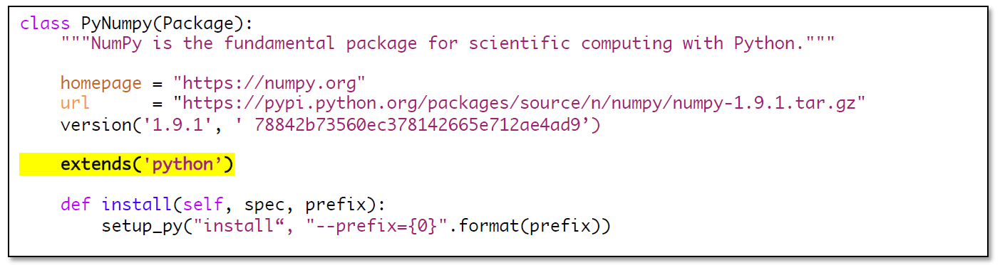 class PyNumpy(Package):
    """NumPy is the fundamental package for scientific computing with Python."""
    homepage = "https://numpy.org"
    url      = "https://pypi.python.org/packages/source/n/numpy/numpy-1.9.1.tar.gz"
    version('1.9.1', ' 78842b73560ec378142665e712ae4ad9’)
    extends('python’)
    def install(self, spec, prefix):
        setup_py("install“, "--prefix={0}".format(prefix))